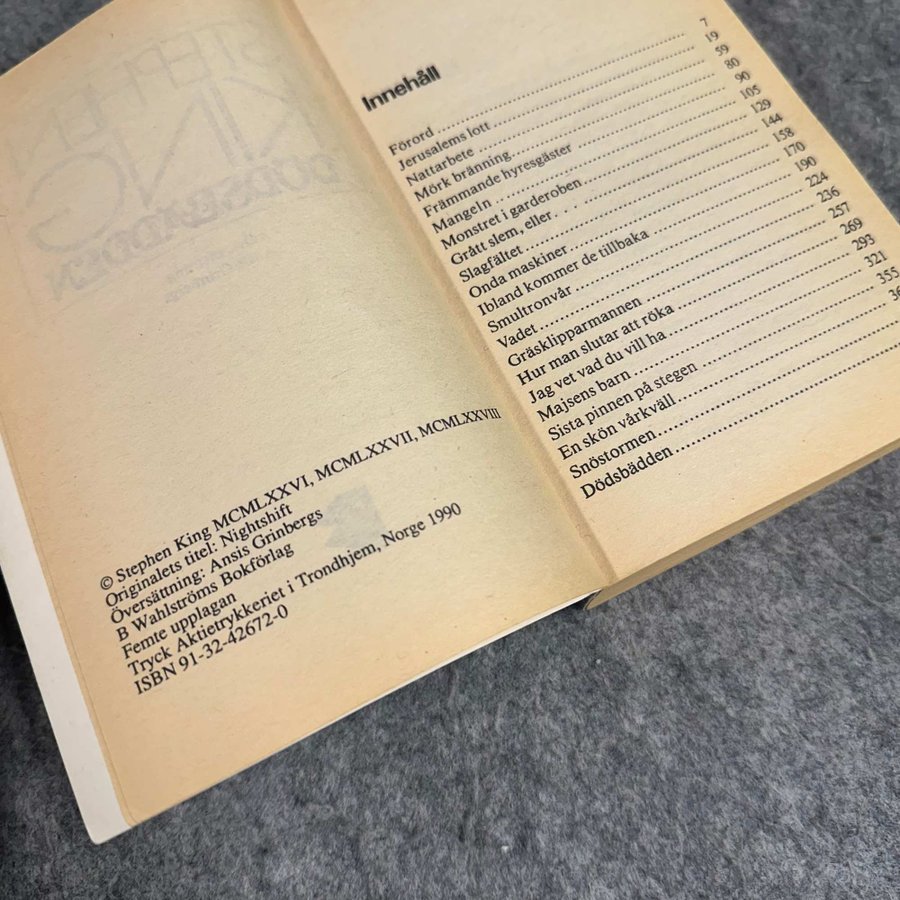 © Stephen King MCMLXXVI, MCMLXXVII, MCMLXXVIII
Originalets titel: Nightshift
Översättning: Ansis Grinbergs
B Wahlströms Bokförlag
Femte upplagan
Tryck Aktietrykkeriet i Trondhjem, Norge 1990
ISBN 91-32-42672-0
Innehåll
Förord 7
Jerusalems lott 19
Nattarbete 59
Mörk bränning 80
Främmande hyresgäster 90
Mangeln 105
Monstret i garderoben 129
Grått slem, eller . . . 144
Slagfältet 158
Onda maskiner 170
Ibland kommer de tillbaka 190
Smultronvår 224
Vadet 236
Gräsklipparmannen 257
Hur man slutar att röka 269
Jag vet vad du vill ha 293
Majsens barn 321
Sista pinnen på stegen 355
En skön vårkväll
Snöstormen
Dödsbädden